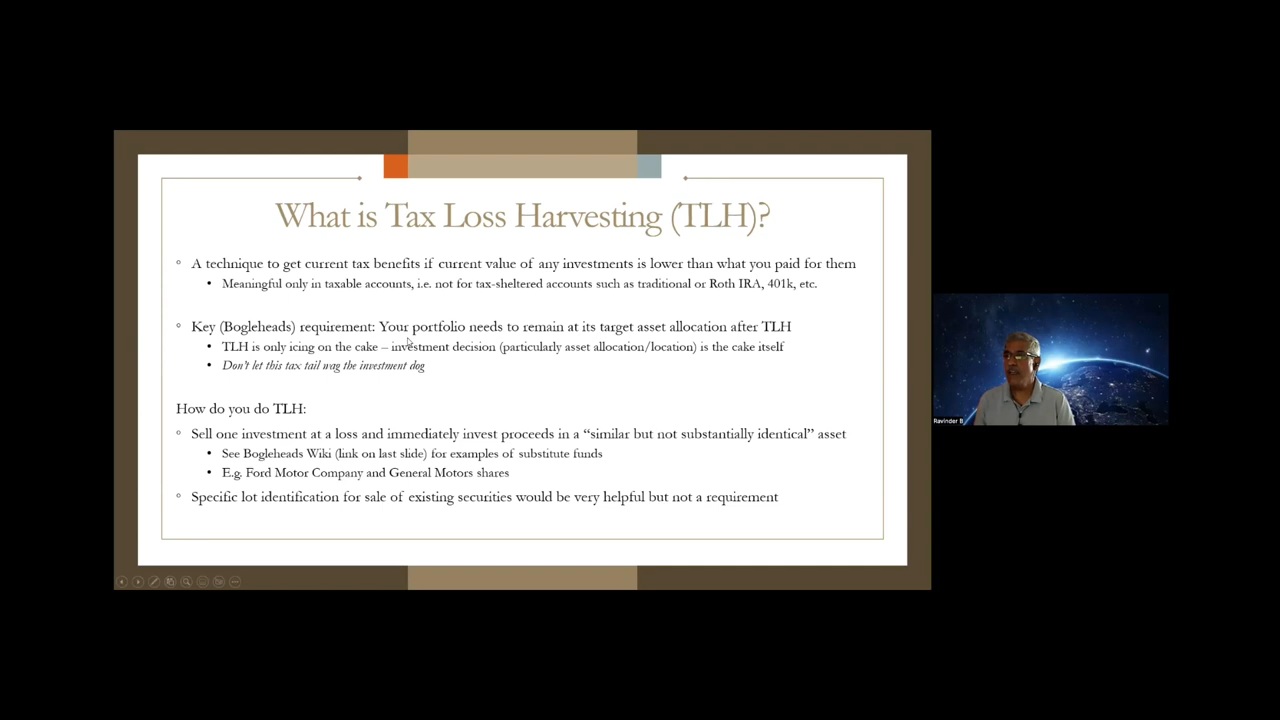 What is Tax Loss Harvesting (TLH)?
A technique to get current tax benefits if current value of any investments is lower than what you paid for them
Meaningful only in taxable accounts, i.e. not for tax-sheltered accounts such as traditional or Roth IRA, 401k, etc.
Key (Bogleheads) requirement: Your portfolio needs to remain at its target asset allocation after TLH
TLH is only icing on the cake – investment decision (particularly asset allocation/location) is the cake itself
Don't let this tax tail wag the investment dog
How do you do TLH:
Sell one investment at a loss and immediately invest proceeds in a “similar but not substantially identical” asset
See Bogleheads Wiki (link on last slide) for examples of substitute funds
E.g. Ford Motor Company and General Motors shares
Specific lot identification for sale of existing securities would be very helpful but not a requirement
Ravinder B